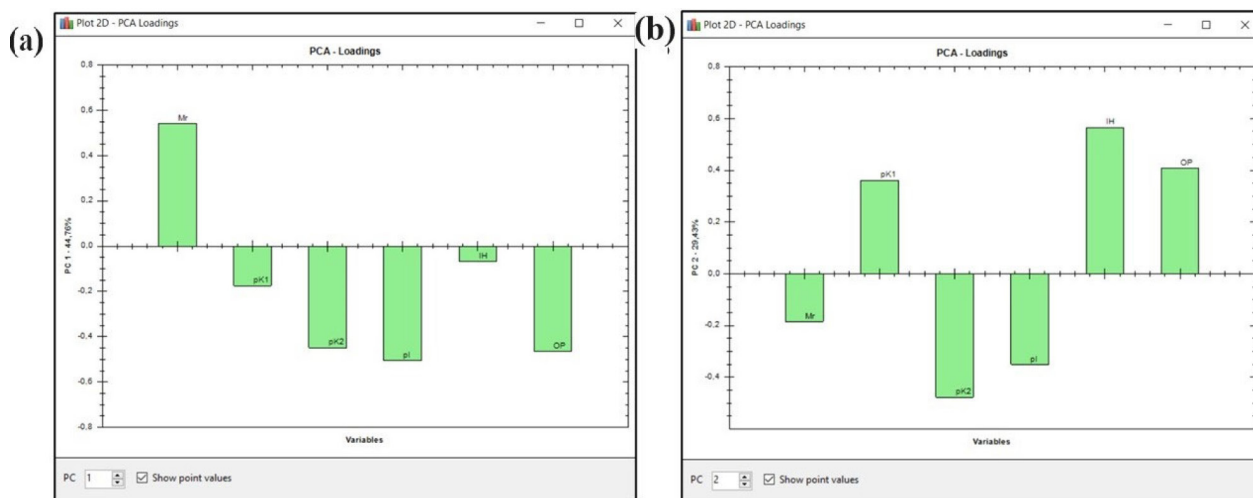 (a)
Plot 2D - PCA Loadings
PCA - Loadings
0,8
0,6
0,4
0,2
0,0
-0,2
-0,4
-0,6
-0,8
PC 1 - 44,76%
Mr
pK1
pK2
pI
IH
OP
Variables
PC 1 Show point values
(b)
Plot 2D - PCA Loadings
PCA - Loadings
0,8
0,6
0,4
0,2
0,0
-0,2
-0,4
PC 2 - 29,43%
Mr
pK1
pK2
pI
IH
OP
Variables
PC 2 Show point values